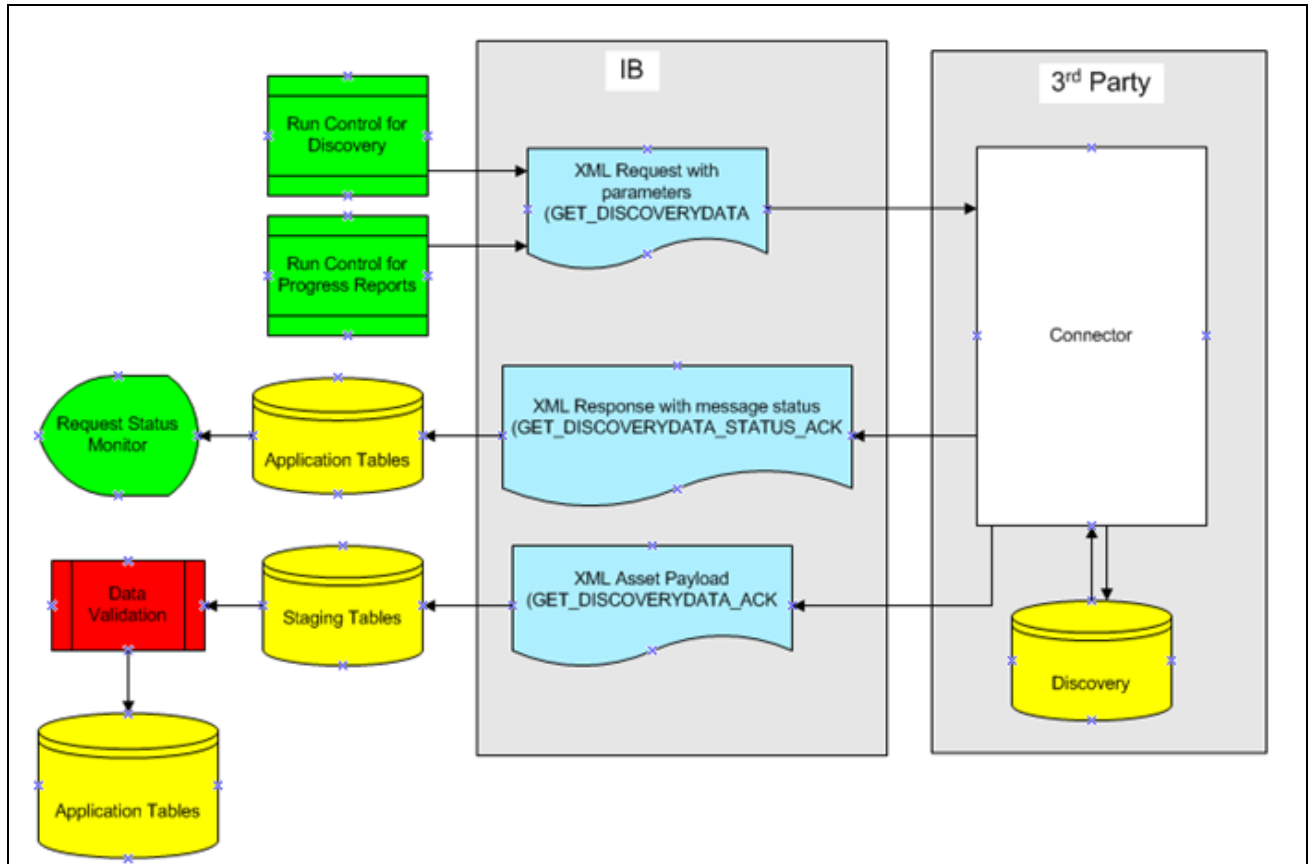 IB
3rd Party
Run Control for
Discovery
XML Request with
parameters
(GET_DISCOVERYDATA
Run Control for
Progress Reports
Connector
Request Status
Monitor
Application Tables
XML Response with message status
(GET_DISCOVERYDATA_STATUS_ACK
Data
Validation
Staging Tables
XML Asset Payload
(GET_DISCOVERYDATA_ACK
Discovery
Application Tables